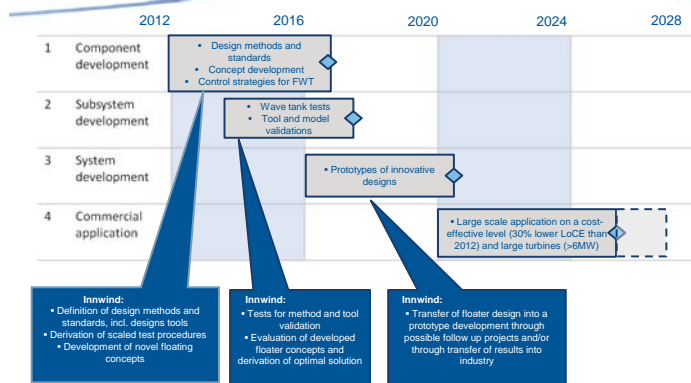 2012 2016 2020 2024 2028
1 Component
development
• Design methods and
standards
• Concept development
• Control strategies for FWT
2 Subsystem
development
• Wave tank tests
• Tool and model
validations
3 System
development
• Prototypes of innovative
designs
4 Commercial
application
• Large scale application on a cost-
effective level (30% lower LoCE than
2012) and large turbines (>6MW)
Innwind:
• Definition of design methods and
standards, incl. designs tools
• Derivation of scaled test procedures
• Development of novel floating
concepts
Innwind:
• Tests for method and tool
validation
• Evaluation of developed
floater concepts and
derivation of optimal solution
Innwind:
• Transfer of floater design into a
prototype development through
possible follow up projects and/or
through transfer of results into
industry